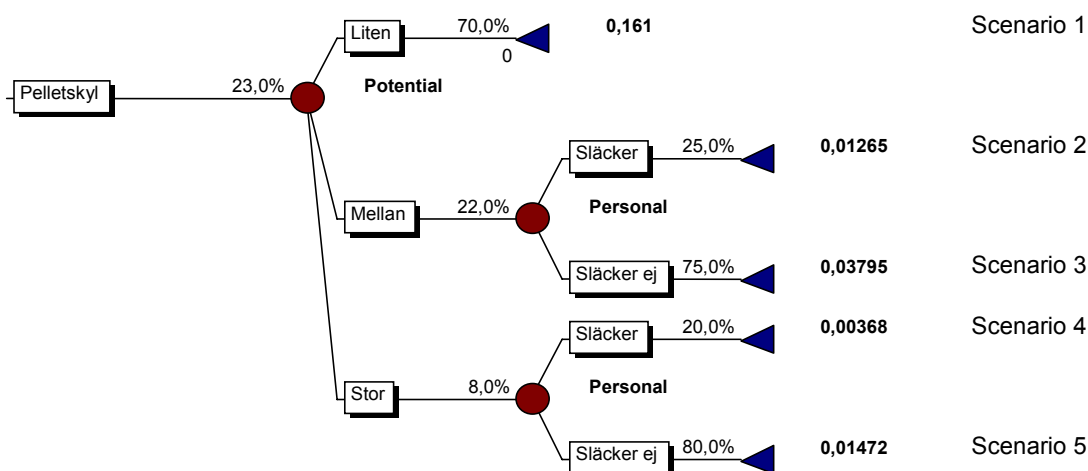 Liten 70,0% 0,161 Scenario 1
0
Pelletskyl 23,0% Potential
Släcker 25,0% 0,01265 Scenario 2
Mellan 22,0% Personal
Släcker ej 75,0% 0,03795 Scenario 3
Släcker 20,0% 0,00368 Scenario 4
Stor 8,0% Personal
Släcker ej 80,0% 0,01472 Scenario 5